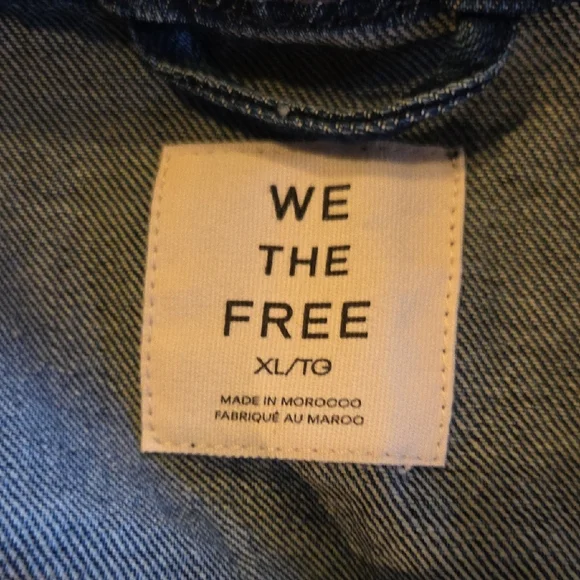 WE
THE
FREE
XL/TG
MADE IN MOROCCO
FABRIQUÉ AU MAROC